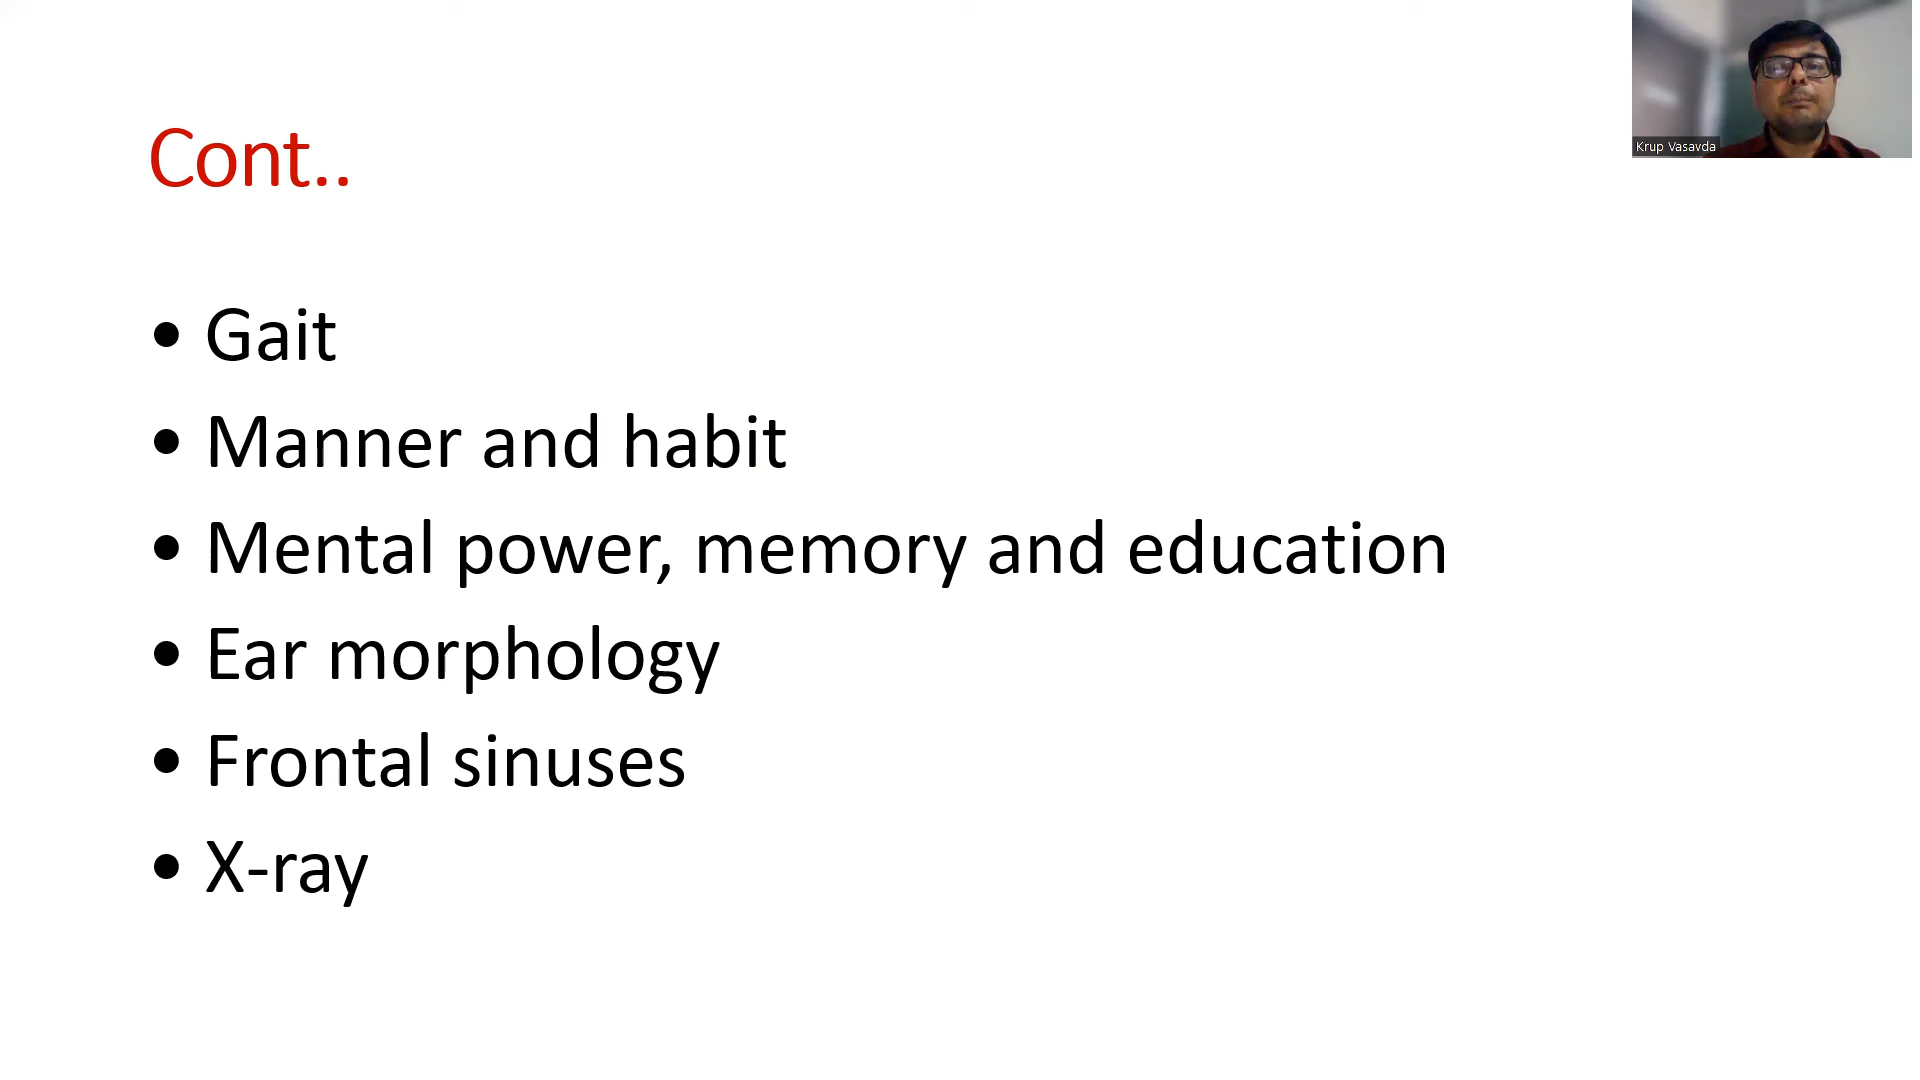 Krup Vasavda
Cont..
• Gait
• Manner and habit
• Mental power, memory and education
• Ear morphology
• Frontal sinuses
• X-ray